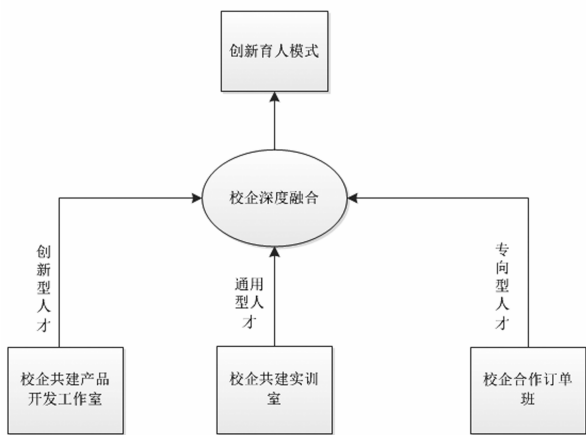 创新育人模式
校企深度融合
创
新
型
人
才
通用
型人
才
专
向
型
人
才
校企共建产品
开发工作室
校企共建实训
室
校企合作订单
班